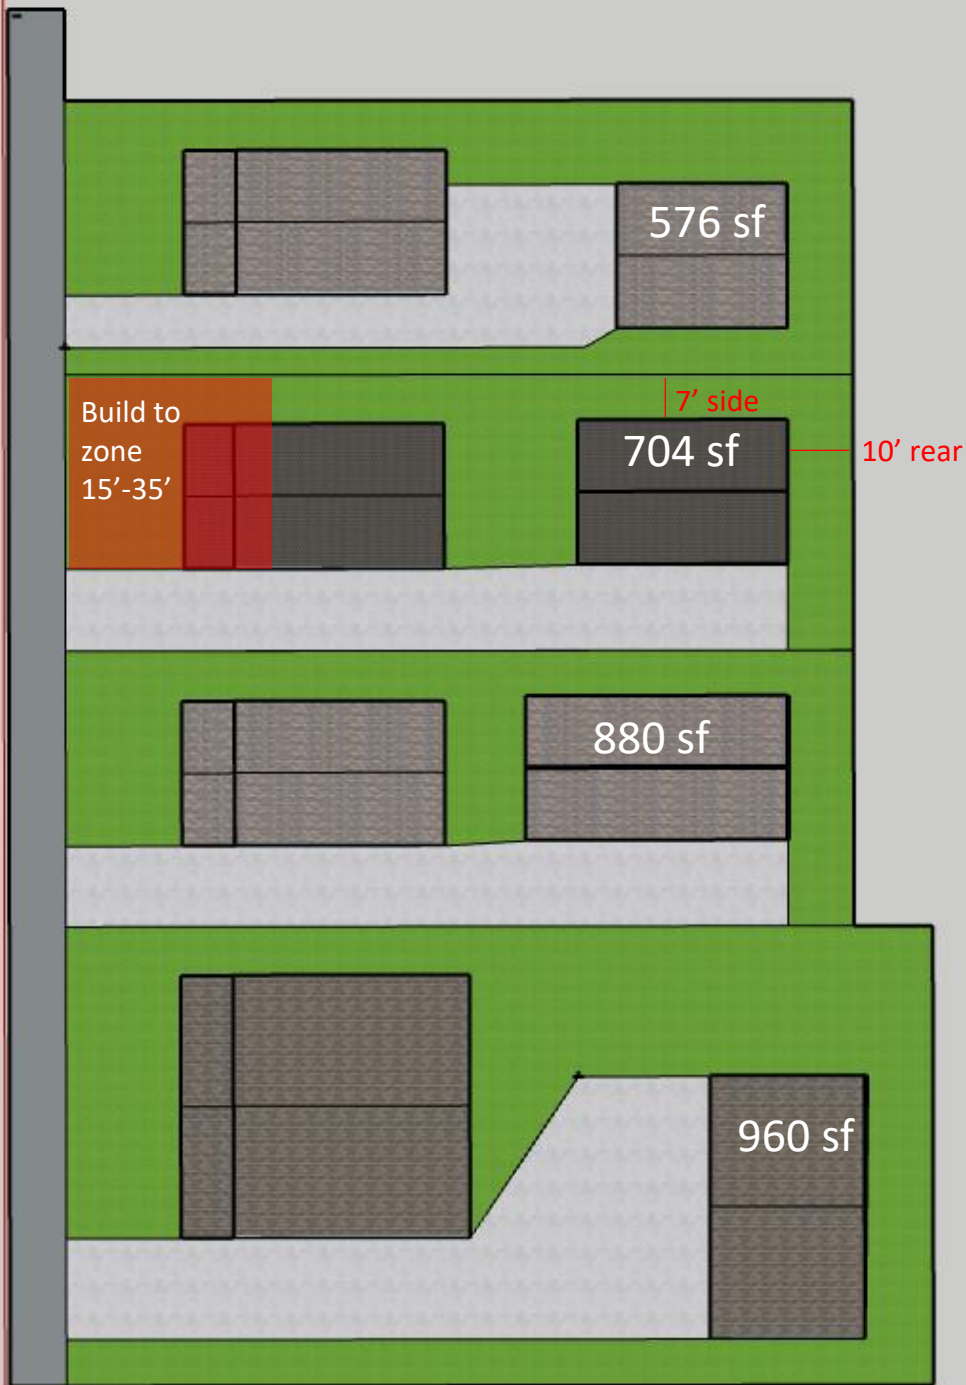 576 sf
Build to
zone
15’-35’
7’ side
704 sf
10’ rear
880 sf
960 sf